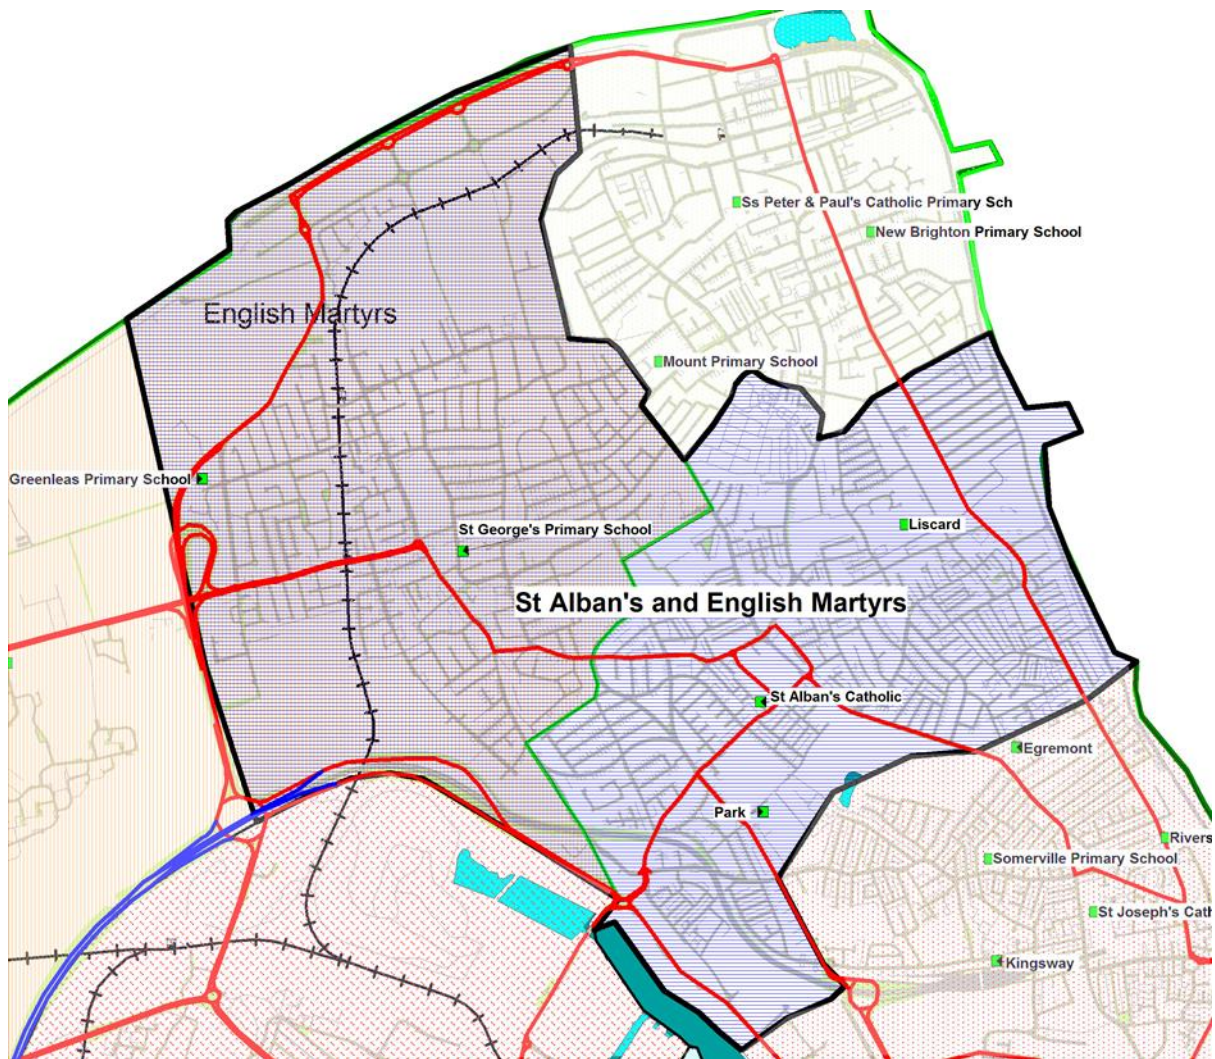 Ss Peter & Paul's Catholic Primary Sch
New Brighton Primary School
English Martyrs
Mount Primary School
Greenleas Primary School
St George's Primary School
Liscard
St Alban's and English Martyrs
St Alban's Catholic
Egremont
Park
Rivers
Somerville Primary School
St Joseph's Cath
Kingsway